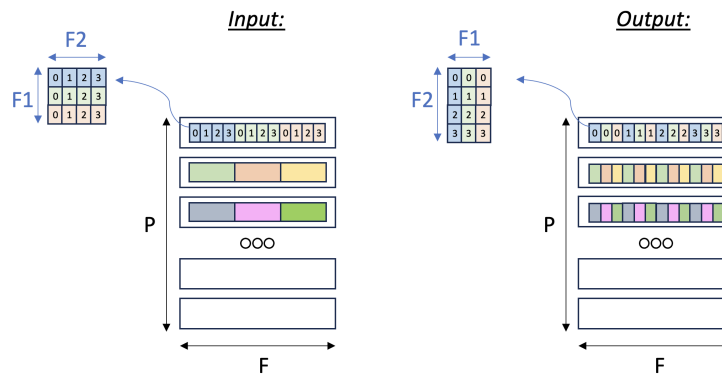 Input:
Output:
F2
F1
F1
F2
0 1 2 3
0 1 2 3
0 1 2 3
0 0 0
1 1 1
2 2 2
3 3 3
0 1 2 3 0 1 2 3 0 1 2 3
0 0 0 1 1 1 2 2 2 3 3 3
P
P
F
F